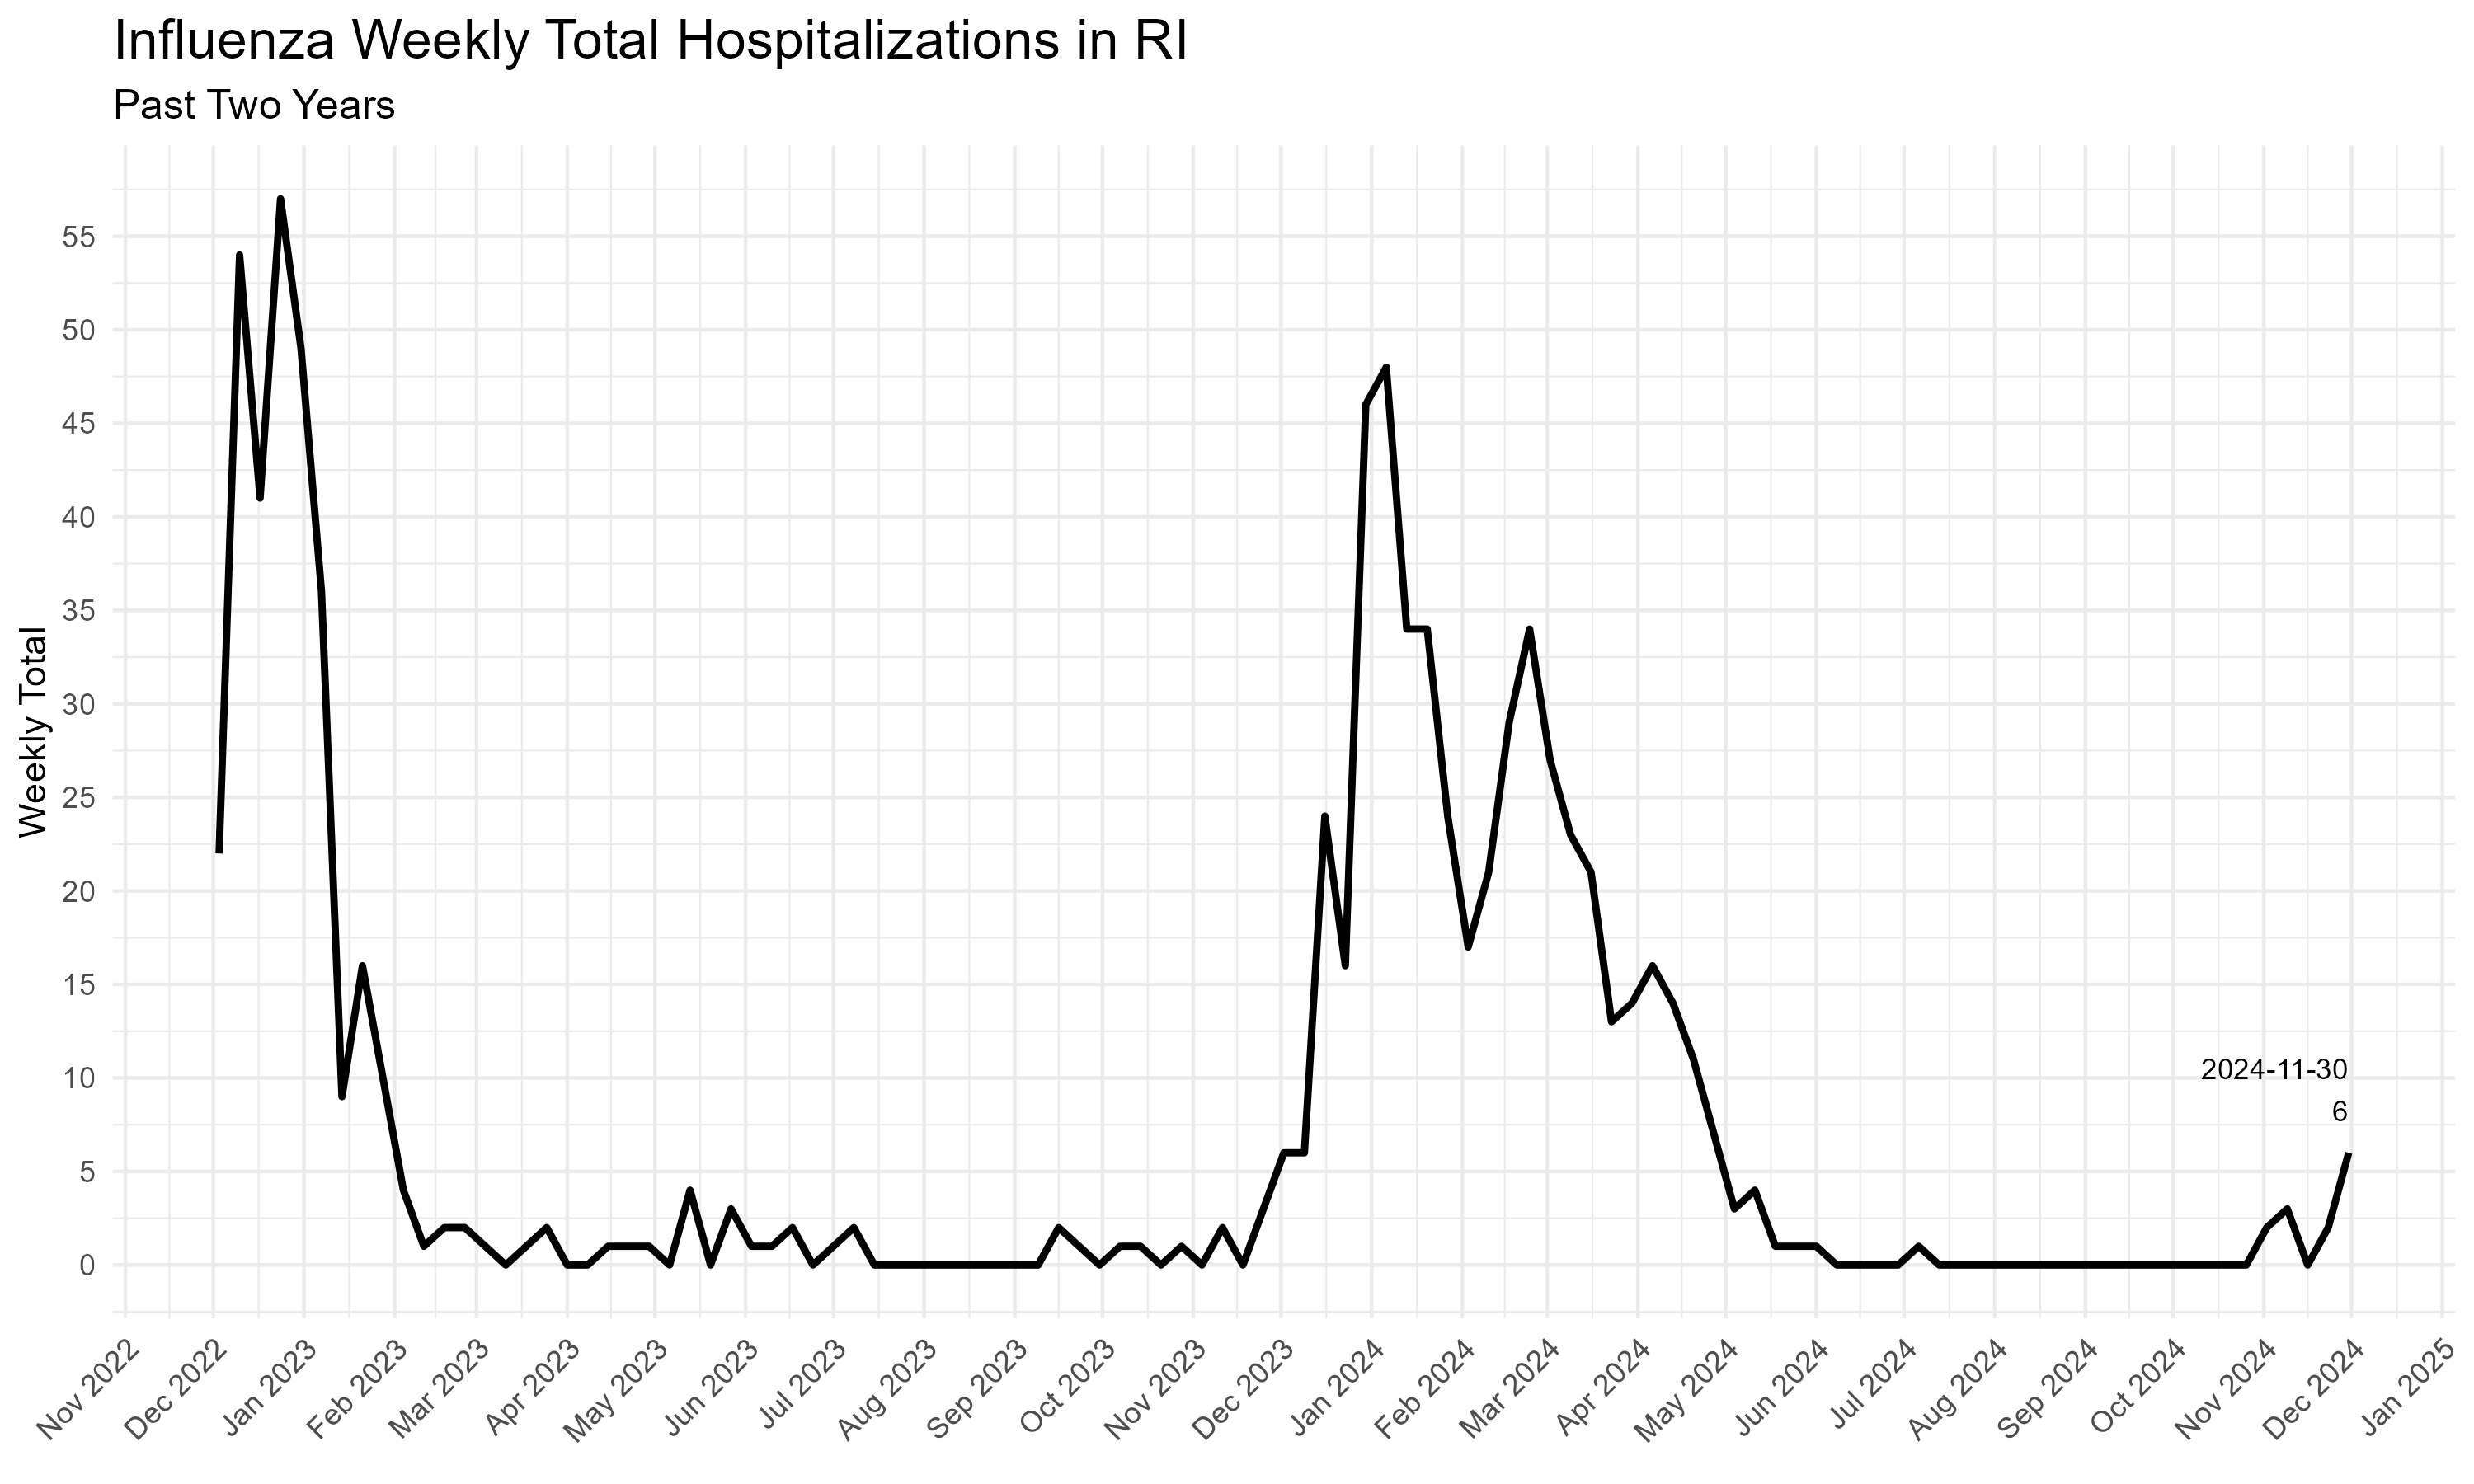 Influenza Weekly Total Hospitalizations in RI
Past Two Years
Weekly Total
55
50
45
40
35
30
25
20
15
10
5
0
2024-11-30
6
Nov 2022
Dec 2022
Jan 2023
Feb 2023
Mar 2023
Apr 2023
May 2023
Jun 2023
Jul 2023
Aug 2023
Sep 2023
Oct 2023
Nov 2023
Dec 2023
Jan 2024
Feb 2024
Mar 2024
Apr 2024
May 2024
Jun 2024
Jul 2024
Aug 2024
Sep 2024
Oct 2024
Nov 2024
Dec 2024
Jan 2025